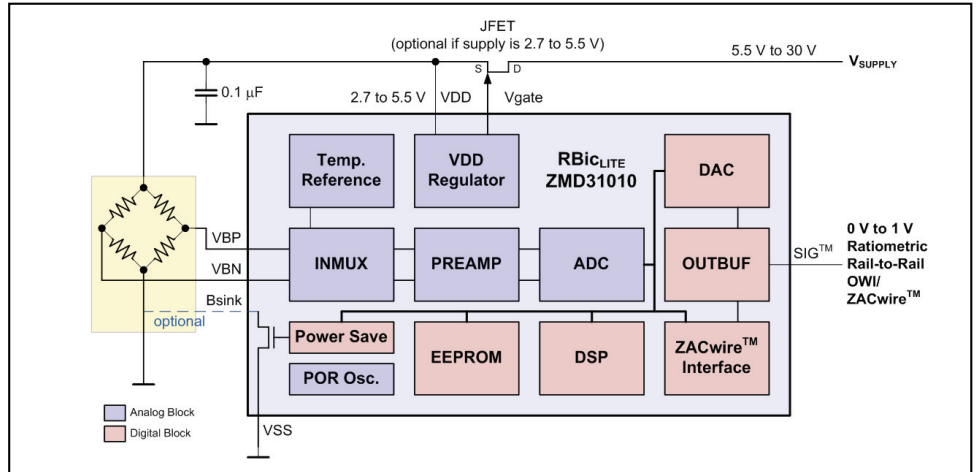 JFET
(optional if supply is 2.7 to 5.5 V)
5.5 V to 30 V
S
D
VSUPPLY
0.1 µF
2.7 to 5.5 V
VDD
Vgate
Temp.
Reference
VDD
Regulator
RBicLITE
ZMD31010
DAC
VBP
VBN
INMUX
PREAMP
ADC
OUTBUF
SIG™
0 V to 1 V
Ratiometric
Rail-to-Rail
OWI/
ZACwire™
Bsink
optional
Power Save
POR Osc.
EEPROM
DSP
ZACwire™
Interface
Analog Block
Digital Block
VSS